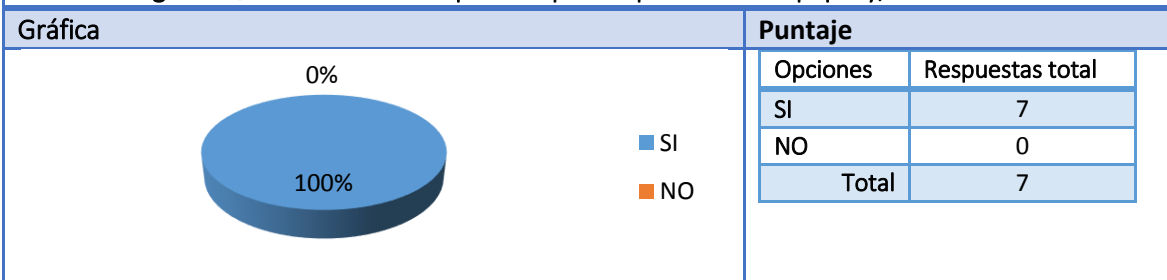 Gráfica
Puntaje
0%
100%
SI
NO
Opciones Respuestas total
SI 7
NO 0
Total 7